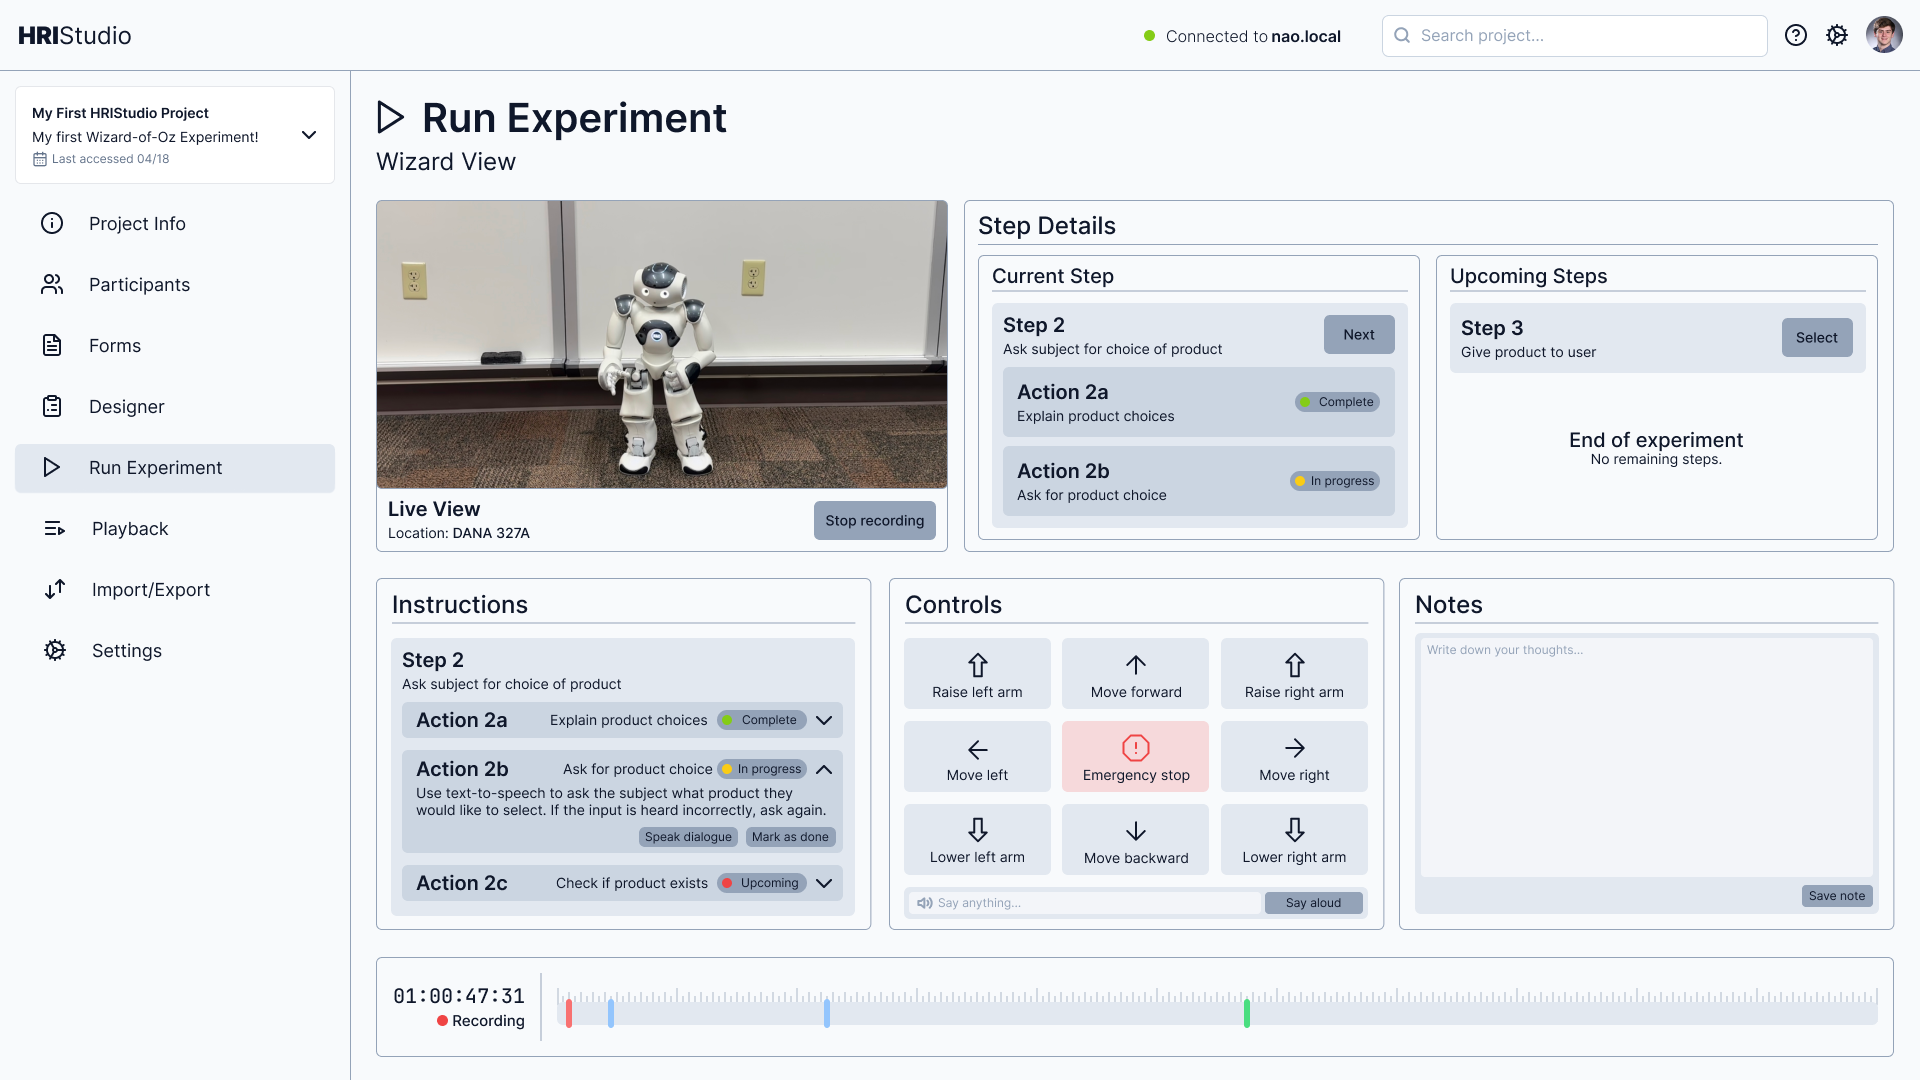 HRIStudio
Connected to nao.local
Search project...
My First HRIStudio Project
My first Wizard-of-Oz Experiment!
Last accessed 04/18
Project Info
Participants
Forms
Designer
Run Experiment
Playback
Import/Export
Settings
Run Experiment
Wizard View
Live View
Location: DANA 327A
Stop recording
Step Details
Current Step
Step 2
Ask subject for choice of product
Next
Action 2a
Explain product choices
Complete
Action 2b
Ask for product choice
In progress
Upcoming Steps
Step 3
Give product to user
Select
End of experiment
No remaining steps.
Instructions
Step 2
Ask subject for choice of product
Action 2a Explain product choices Complete
Action 2b Ask for product choice In progress
Use text-to-speech to ask the subject what product they
would like to select. If the input is heard incorrectly, ask again.
Speak dialogue Mark as done
Action 2c Check if product exists Upcoming
Controls
Raise left arm Move forward Raise right arm
Move left Emergency stop Move right
Lower left arm Move backward Lower right arm
Say anything... Say aloud
Notes
Write down your thoughts...
Save note
01:00:47:31
Recording